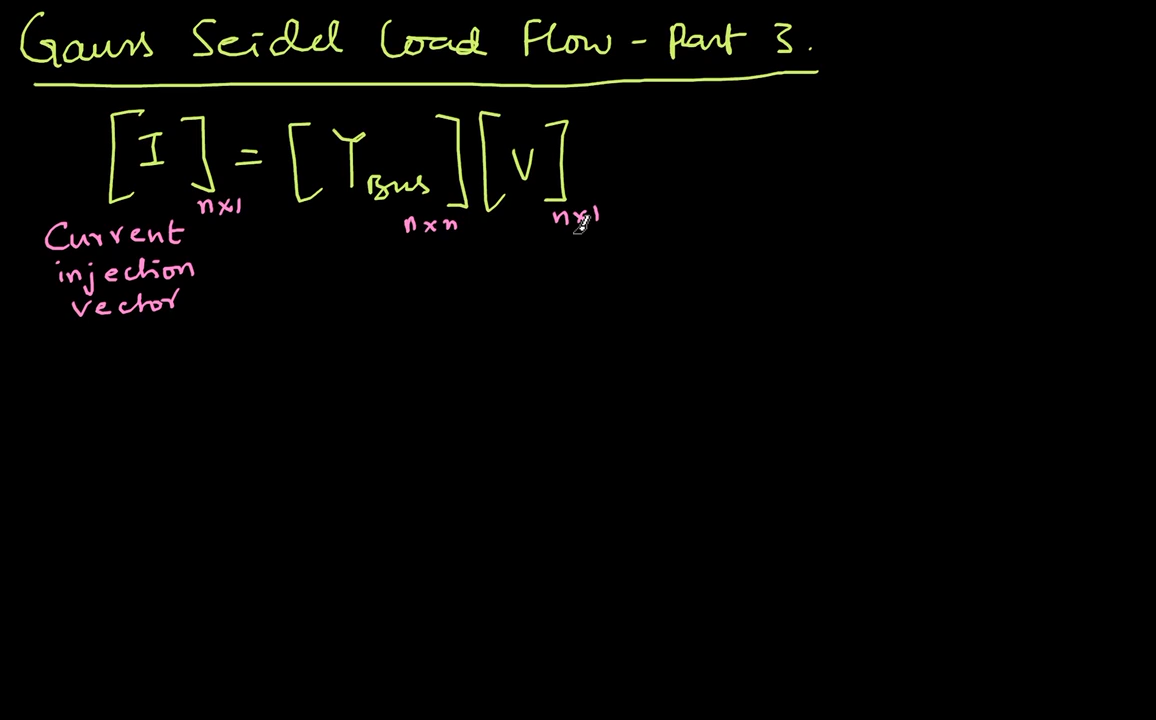 Gauss Seidel Load Flow - Part 3.
[I]n×1 = [YBus]n×n [V]n×1
Current
injection
vector